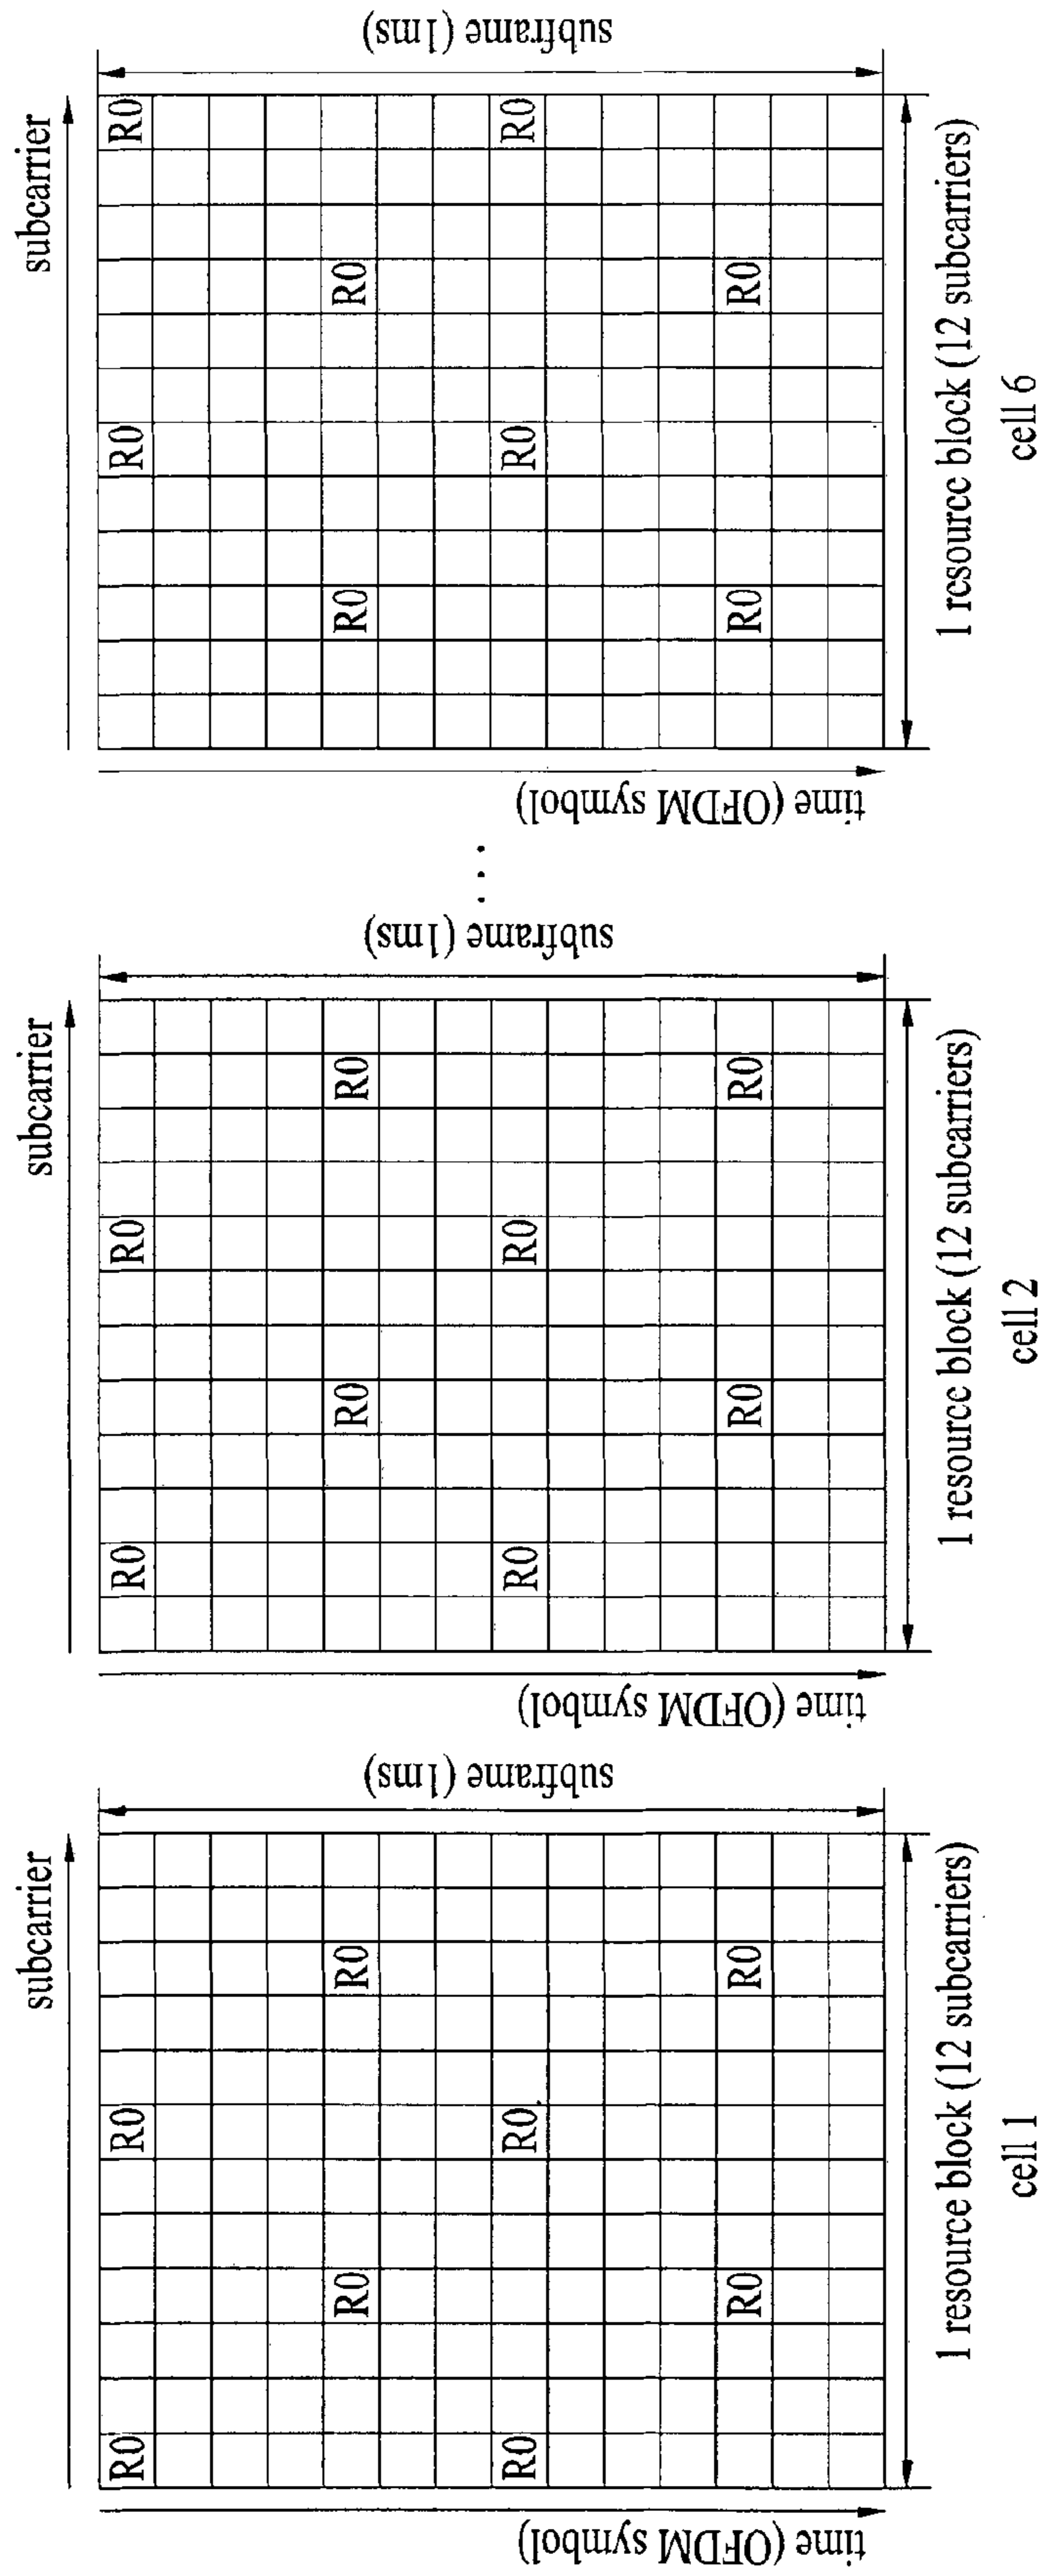 subcarrier
time (OFDM symbol)
R0 R0
R0 R0
R0 R0
R0 R0
subframe (1ms)
1 resource block (12 subcarriers)
cell 1
subcarrier
time (OFDM symbol)
R0 R0
R0 R0
R0 R0
R0 R0
subframe (1ms)
1 resource block (12 subcarriers)
cell 2
...
subcarrier
time (OFDM symbol)
R0 R0
R0 R0
R0 R0
R0 R0
subframe (1ms)
1 resource block (12 subcarriers)
cell 6